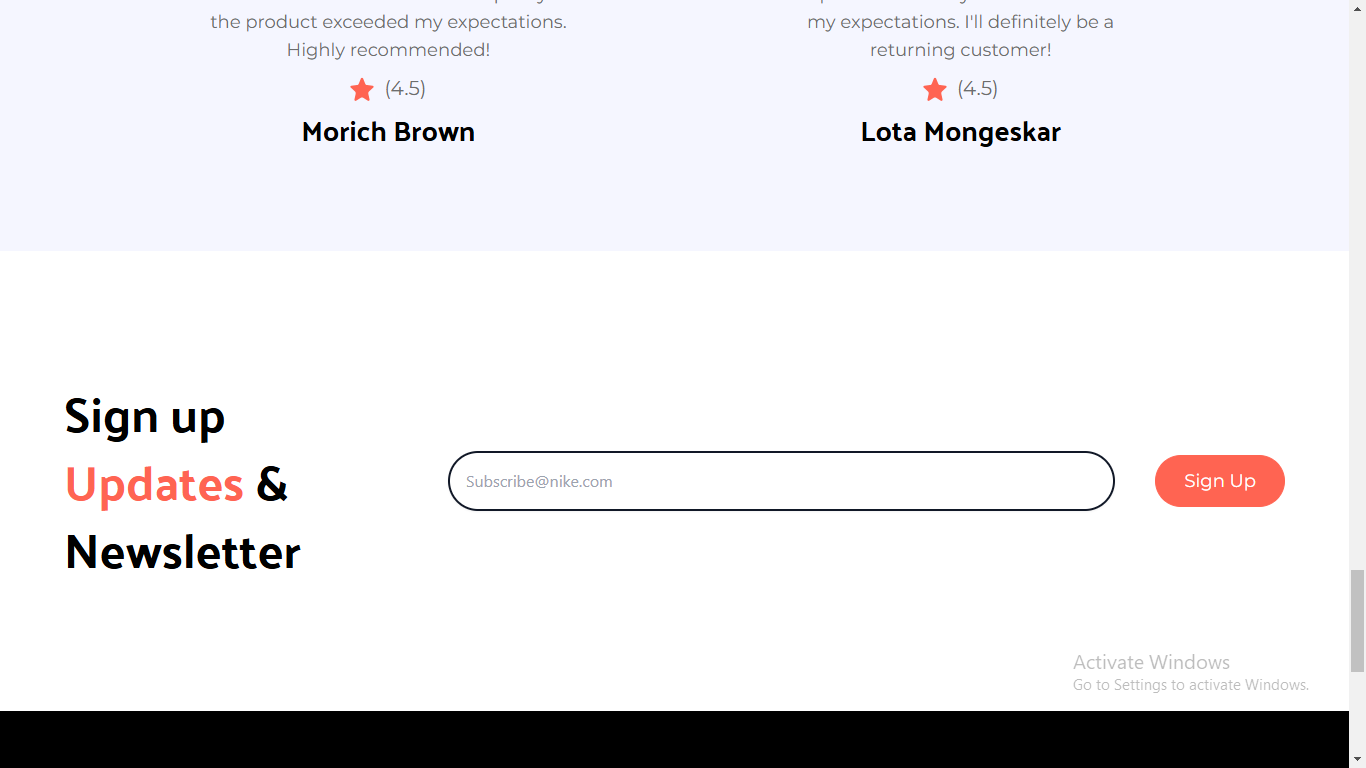 the product exceeded my expectations.
Highly recommended!
(4.5)
Morich Brown
my expectations. I'll definitely be a
returning customer!
(4.5)
Lota Mongeskar
Sign up
Updates &
Newsletter
Subscribe@nike.com
Sign Up
Activate Windows
Go to Settings to activate Windows.